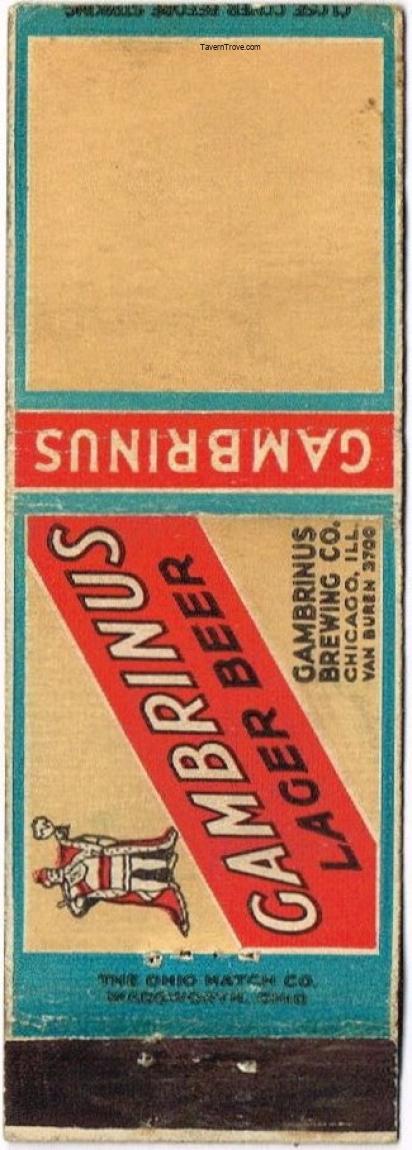 CLOSE COVER BEFORE STRIKING
TavernTrove.com
GAMBRINUS
GAMBRINUS
LAGER BEER
GAMBRINUS
BREWING CO.
CHICAGO, ILL.
VAN BUREN 3700
THE OHIO MATCH CO.
WADSWORTH, OHIO